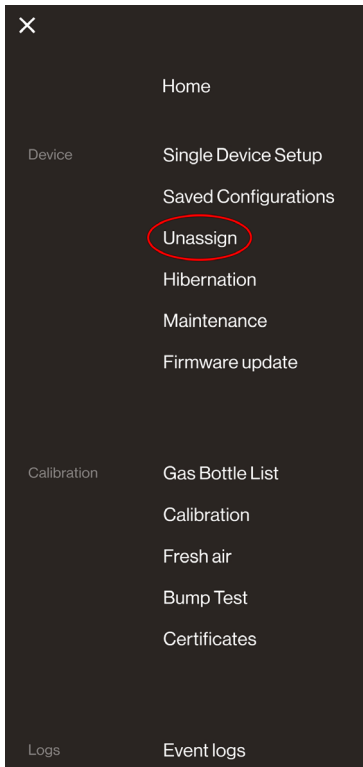 Home
Device Single Device Setup
Saved Configurations
Unassign
Hibernation
Maintenance
Firmware update
Calibration Gas Bottle List
Calibration
Fresh air
Bump Test
Certificates
Logs Event logs